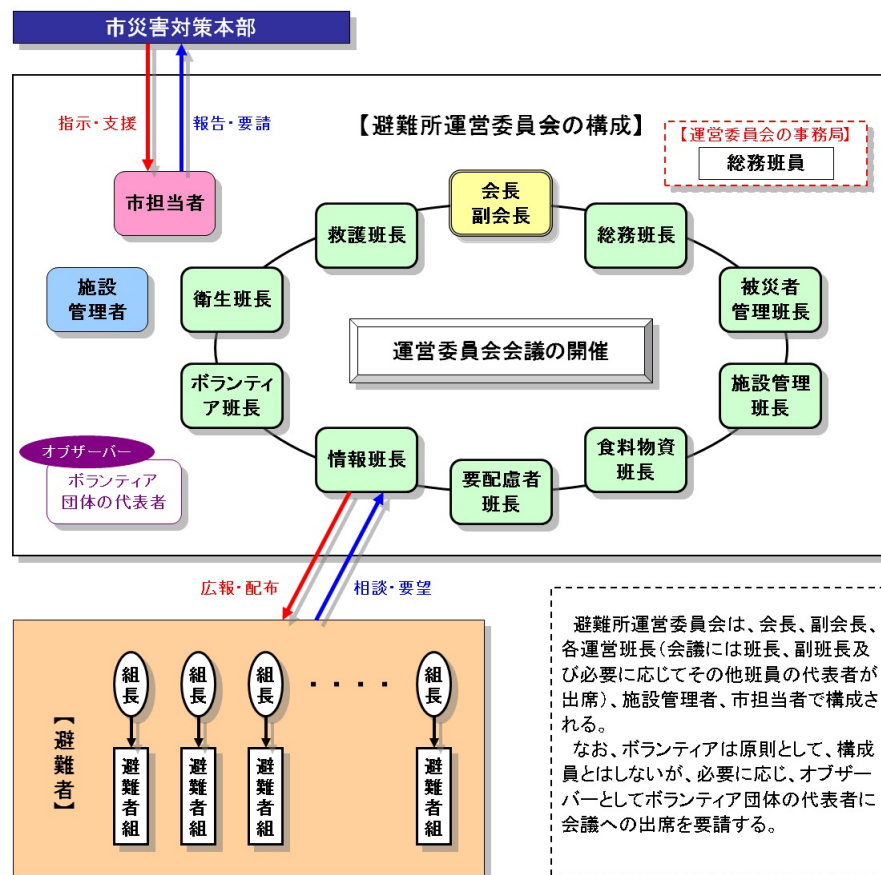 市災害対策本部
指示・支援
報告・要請
【避難所運営委員会の構成】
【運営委員会の事務局】
総務班員
市担当者
会長
副会長
救護班長
総務班長
施設
管理者
衛生班長
被災者
管理班長
運営委員会会議の開催
ボランティ
ア班長
施設管理
班長
オブザーバー
ボランティア
団体の代表者
情報班長
要配慮者
班長
食料物資
班長
広報・配布
相談・要望
【避難者】
組長
組長
組長
・・・・
組長
避難者組
避難者組
避難者組
避難者組
避難所運営委員会は、会長、副会長、
各運営班長(会議には班長、副班長及
び必要に応じてその他班員の代表者が
出席)、施設管理者、市担当者で構成さ
れる。
なお、ボランティアは原則として、構成
員とはしないが、必要に応じ、オブザー
バーとしてボランティア団体の代表者に
会議への出席を要請する。